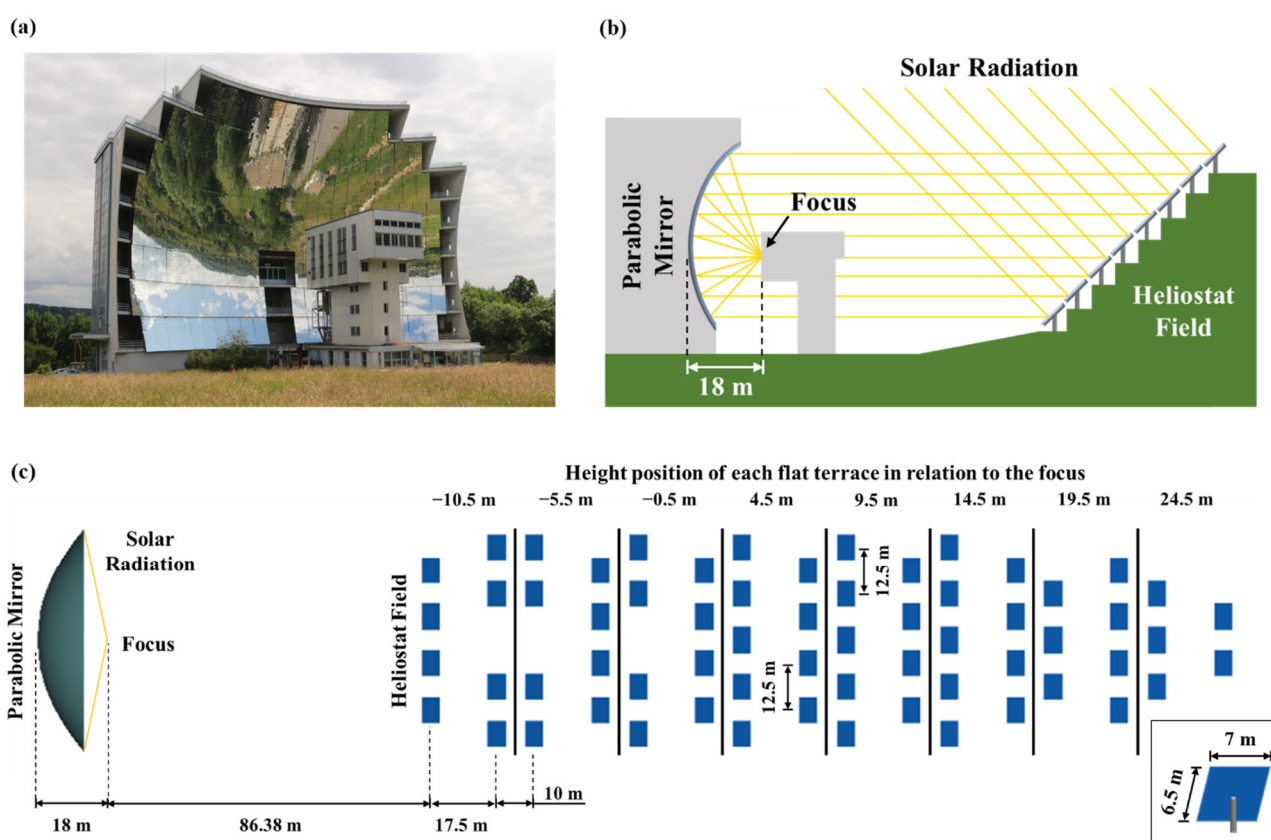 (a)
(b)
Solar Radiation
Parabolic
Mirror
Focus
Heliostat
Field
18 m
(c)
Height position of each flat terrace in relation to the focus
−10.5 m
−5.5 m
−0.5 m
4.5 m
9.5 m
14.5 m
19.5 m
24.5 m
Parabolic Mirror
Solar
Radiation
Focus
Heliostat Field
12.5 m
12.5 m
10 m
18 m
86.38 m
17.5 m
7 m
6.5 m